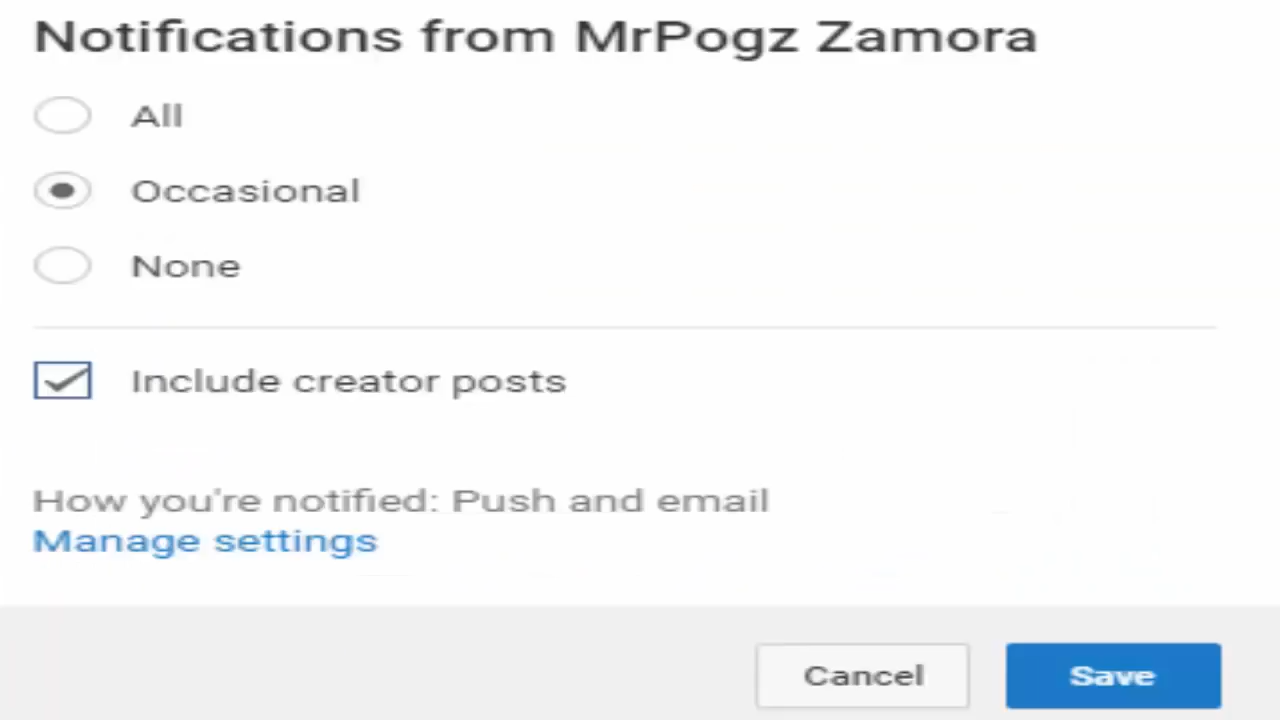 Notifications from MrPogz Zamora
All
Occasional
None
Include creator posts
How you're notified: Push and email
Manage settings
Cancel Save